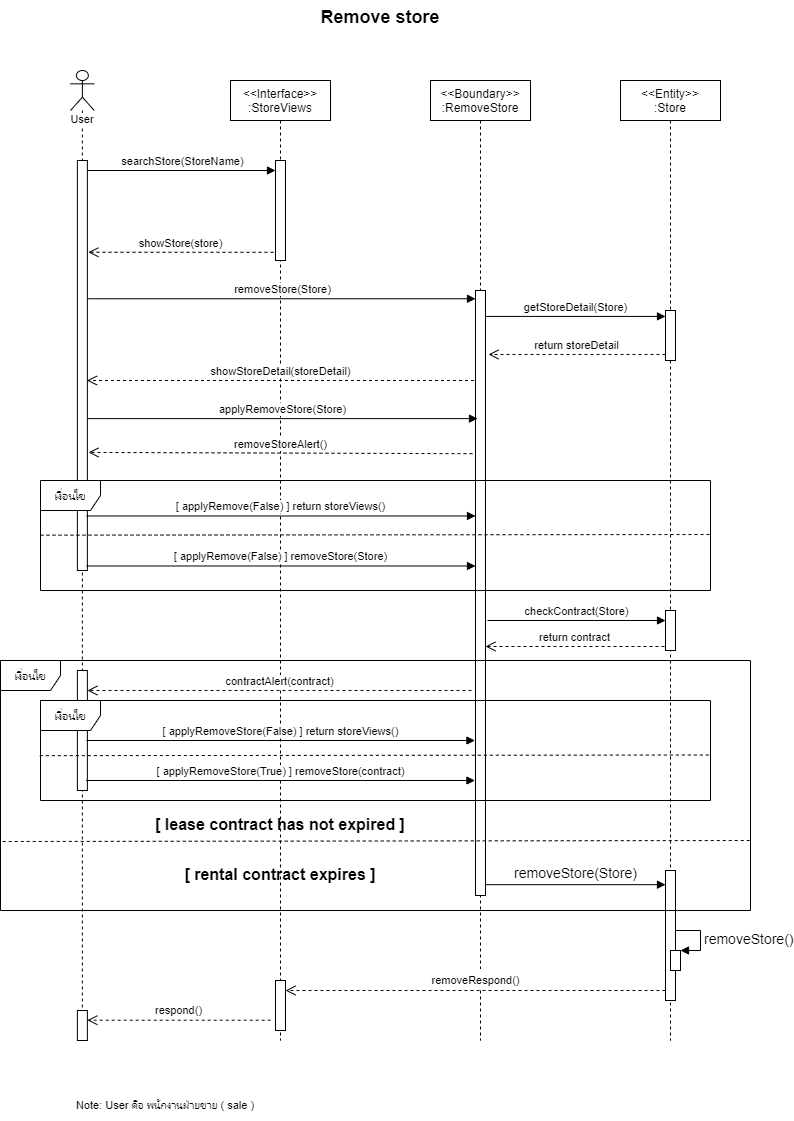 Remove store
User
<<Interface>>
:StoreViews
<<Boundary>>
:RemoveStore
<<Entity>>
:Store
searchStore(StoreName)
showStore(store)
removeStore(Store)
getStoreDetail(Store)
return storeDetail
showStoreDetail(storeDetail)
applyRemoveStore(Store)
removeStoreAlert()
เงื่อนไข
[ applyRemove(False) ] return storeViews()
[ applyRemove(False) ] removeStore(Store)
checkContract(Store)
return contract
เงื่อนไข
contractAlert(contract)
เงื่อนไข
[ applyRemoveStore(False) ] return storeViews()
[ applyRemoveStore(True) ] removeStore(contract)
[ lease contract has not expired ]
[ rental contract expires ]
removeStore(Store)
removeStore()
removeRespond()
respond()
Note: User คือ พนักงานฝ่ายขาย ( sale )